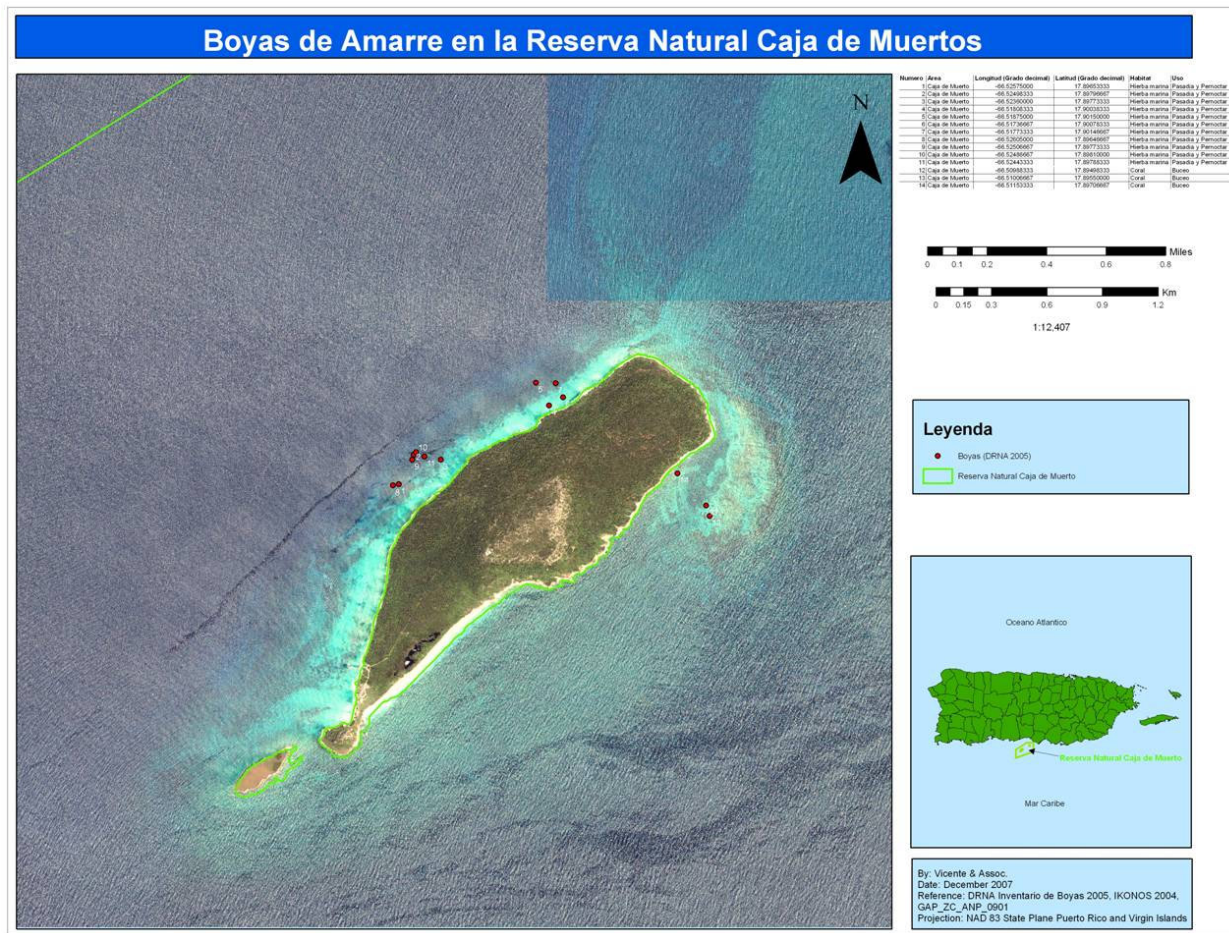 Boyas de Amarre en la Reserva Natural Caja de Muertos
Numero Area Longitud (Grado decimal) Latitud (Grado decimal) Habitat Uso
1 Caja de Muerto -66.52575000 17.89653333 Hierba marina Pasadia y Pernoctar
2 Caja de Muerto -66.52498333 17.89796667 Hierba marina Pasadia y Pernoctar
3 Caja de Muerto -66.52360000 17.89773333 Hierba marina Pasadia y Pernoctar
4 Caja de Muerto -66.51808333 17.90038333 Hierba marina Pasadia y Pernoctar
5 Caja de Muerto -66.51875000 17.90150000 Hierba marina Pasadia y Pernoctar
6 Caja de Muerto -66.51736667 17.90078333 Hierba marina Pasadia y Pernoctar
7 Caja de Muerto -66.51773333 17.90146667 Hierba marina Pasadia y Pernoctar
8 Caja de Muerto -66.52605000 17.89646667 Hierba marina Pasadia y Pernoctar
9 Caja de Muerto -66.52506667 17.89773333 Hierba marina Pasadia y Pernoctar
10 Caja de Muerto -66.52486667 17.89810000 Hierba marina Pasadia y Pernoctar
11 Caja de Muerto -66.52443333 17.89788333 Hierba marina Pasadia y Pernoctar
12 Caja de Muerto -66.50988333 17.89498333 Coral Buceo
13 Caja de Muerto -66.51006667 17.89550000 Coral Buceo
14 Caja de Muerto -66.51153333 17.89706667 Coral Buceo
N
Miles
0 0.1 0.2 0.4 0.6 0.8
Km
0 0.15 0.3 0.6 0.9 1.2
1:12,407
5
10
8 1
Leyenda
Boyas (DRNA 2005)
Reserva Natural Caja de Muerto
Oceano Atlantico
Reserva Natural Caja de Muerto
Mar Caribe
By: Vicente & Assoc.
Date: December 2007
Reference: DRNA Inventario de Boyas 2005, IKONOS 2004,
GAP_ZC_ANP_0901
Projection: NAD 83 State Plane Puerto Rico and Virgin Islands